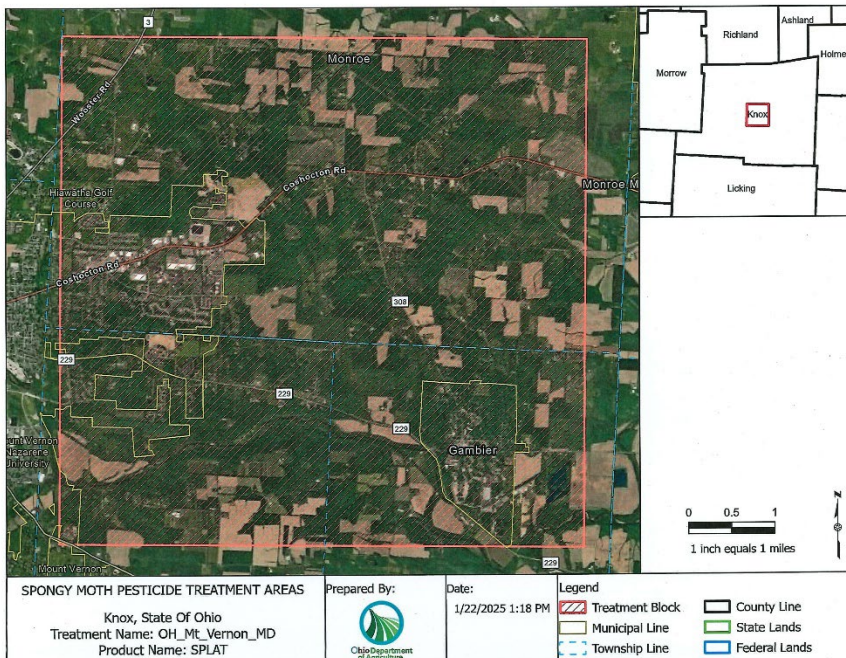 3
Monroe
Wooster Rd
Coshocton Rd
Monroe M
Hiawatha Golf
Course
Coshocton Rd
308
229
229
229
Gambier
ount Vernon
Nazarene
University
229
Mount Vernon
Ashland
Richland
Holme
Morrow
Knox
Licking
N
0 0.5 1
1 inch equals 1 miles
SPONGY MOTH PESTICIDE TREATMENT AREAS
Knox, State Of Ohio
Treatment Name: OH_Mt_Vernon_MD
Product Name: SPLAT
Prepared By:
Ohio Department
of Agriculture
Date:
1/22/2025 1:18 PM
Legend
Treatment Block
Municipal Line
Township Line
County Line
State Lands
Federal Lands